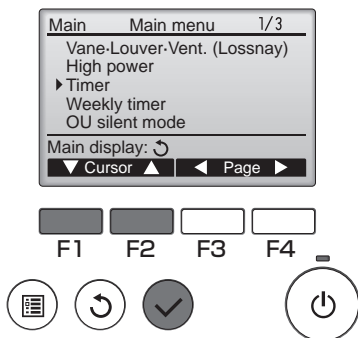 Main Main menu 1/3
Vane·Louver·Vent. (Lossnay)
High power
Timer
Weekly timer
OU silent mode
Main display:
Cursor Page
F1 F2 F3 F4